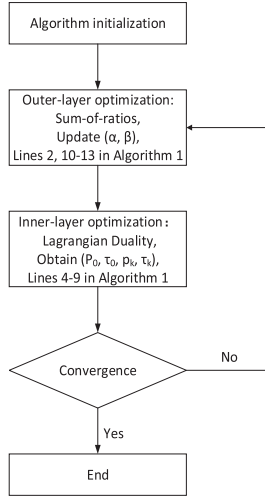 Algorithm initialization
Outer-layer optimization:
Sum-of-ratios,
Update (α, β),
Lines 2, 10-13 in Algorithm 1
Inner-layer optimization：
Lagrangian Duality,
Obtain (P₀, τ₀, pₖ, τₖ),
Lines 4-9 in Algorithm 1
Convergence
No
Yes
End